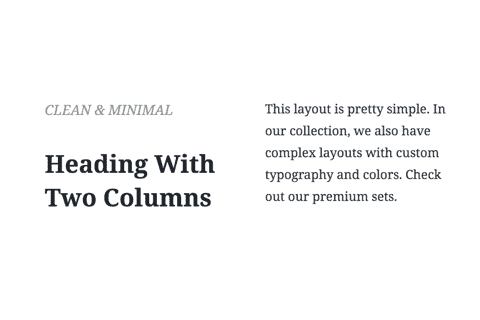 CLEAN & MINIMAL
Heading With
Two Columns
This layout is pretty simple. In
our collection, we also have
complex layouts with custom
typography and colors. Check
out our premium sets.